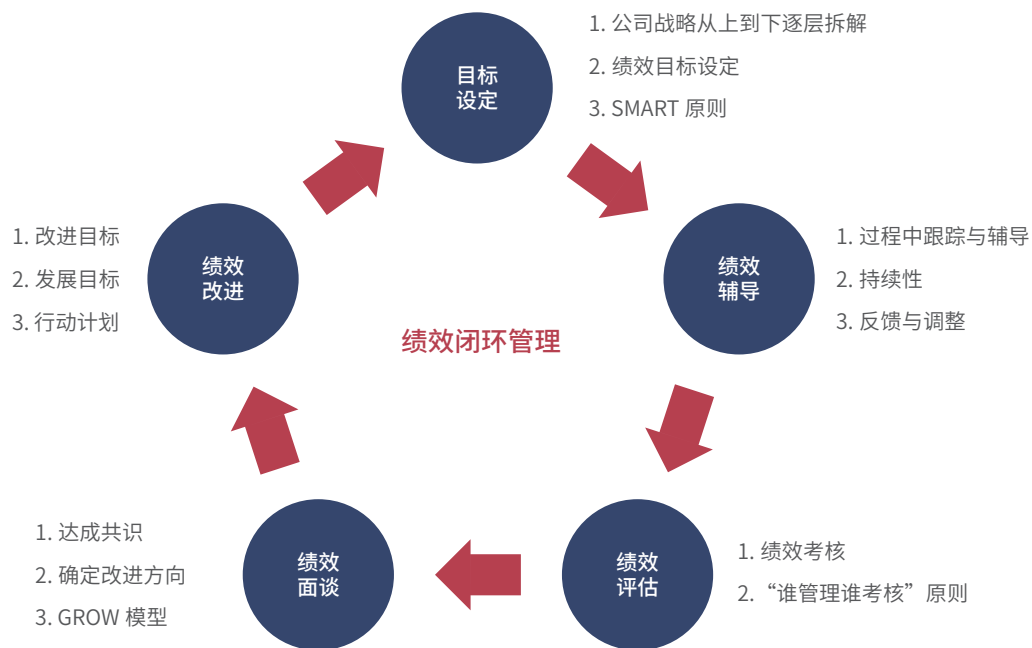 目标
设定
1. 公司战略从上到下逐层拆解
2. 绩效目标设定
3. SMART 原则
绩效
辅导
1. 过程中跟踪与辅导
2. 持续性
3. 反馈与调整
绩效
评估
1. 绩效考核
2.“谁管理谁考核”原则
绩效
面谈
1. 达成共识
2. 确定改进方向
3. GROW 模型
绩效
改进
1. 改进目标
2. 发展目标
3. 行动计划
绩效闭环管理